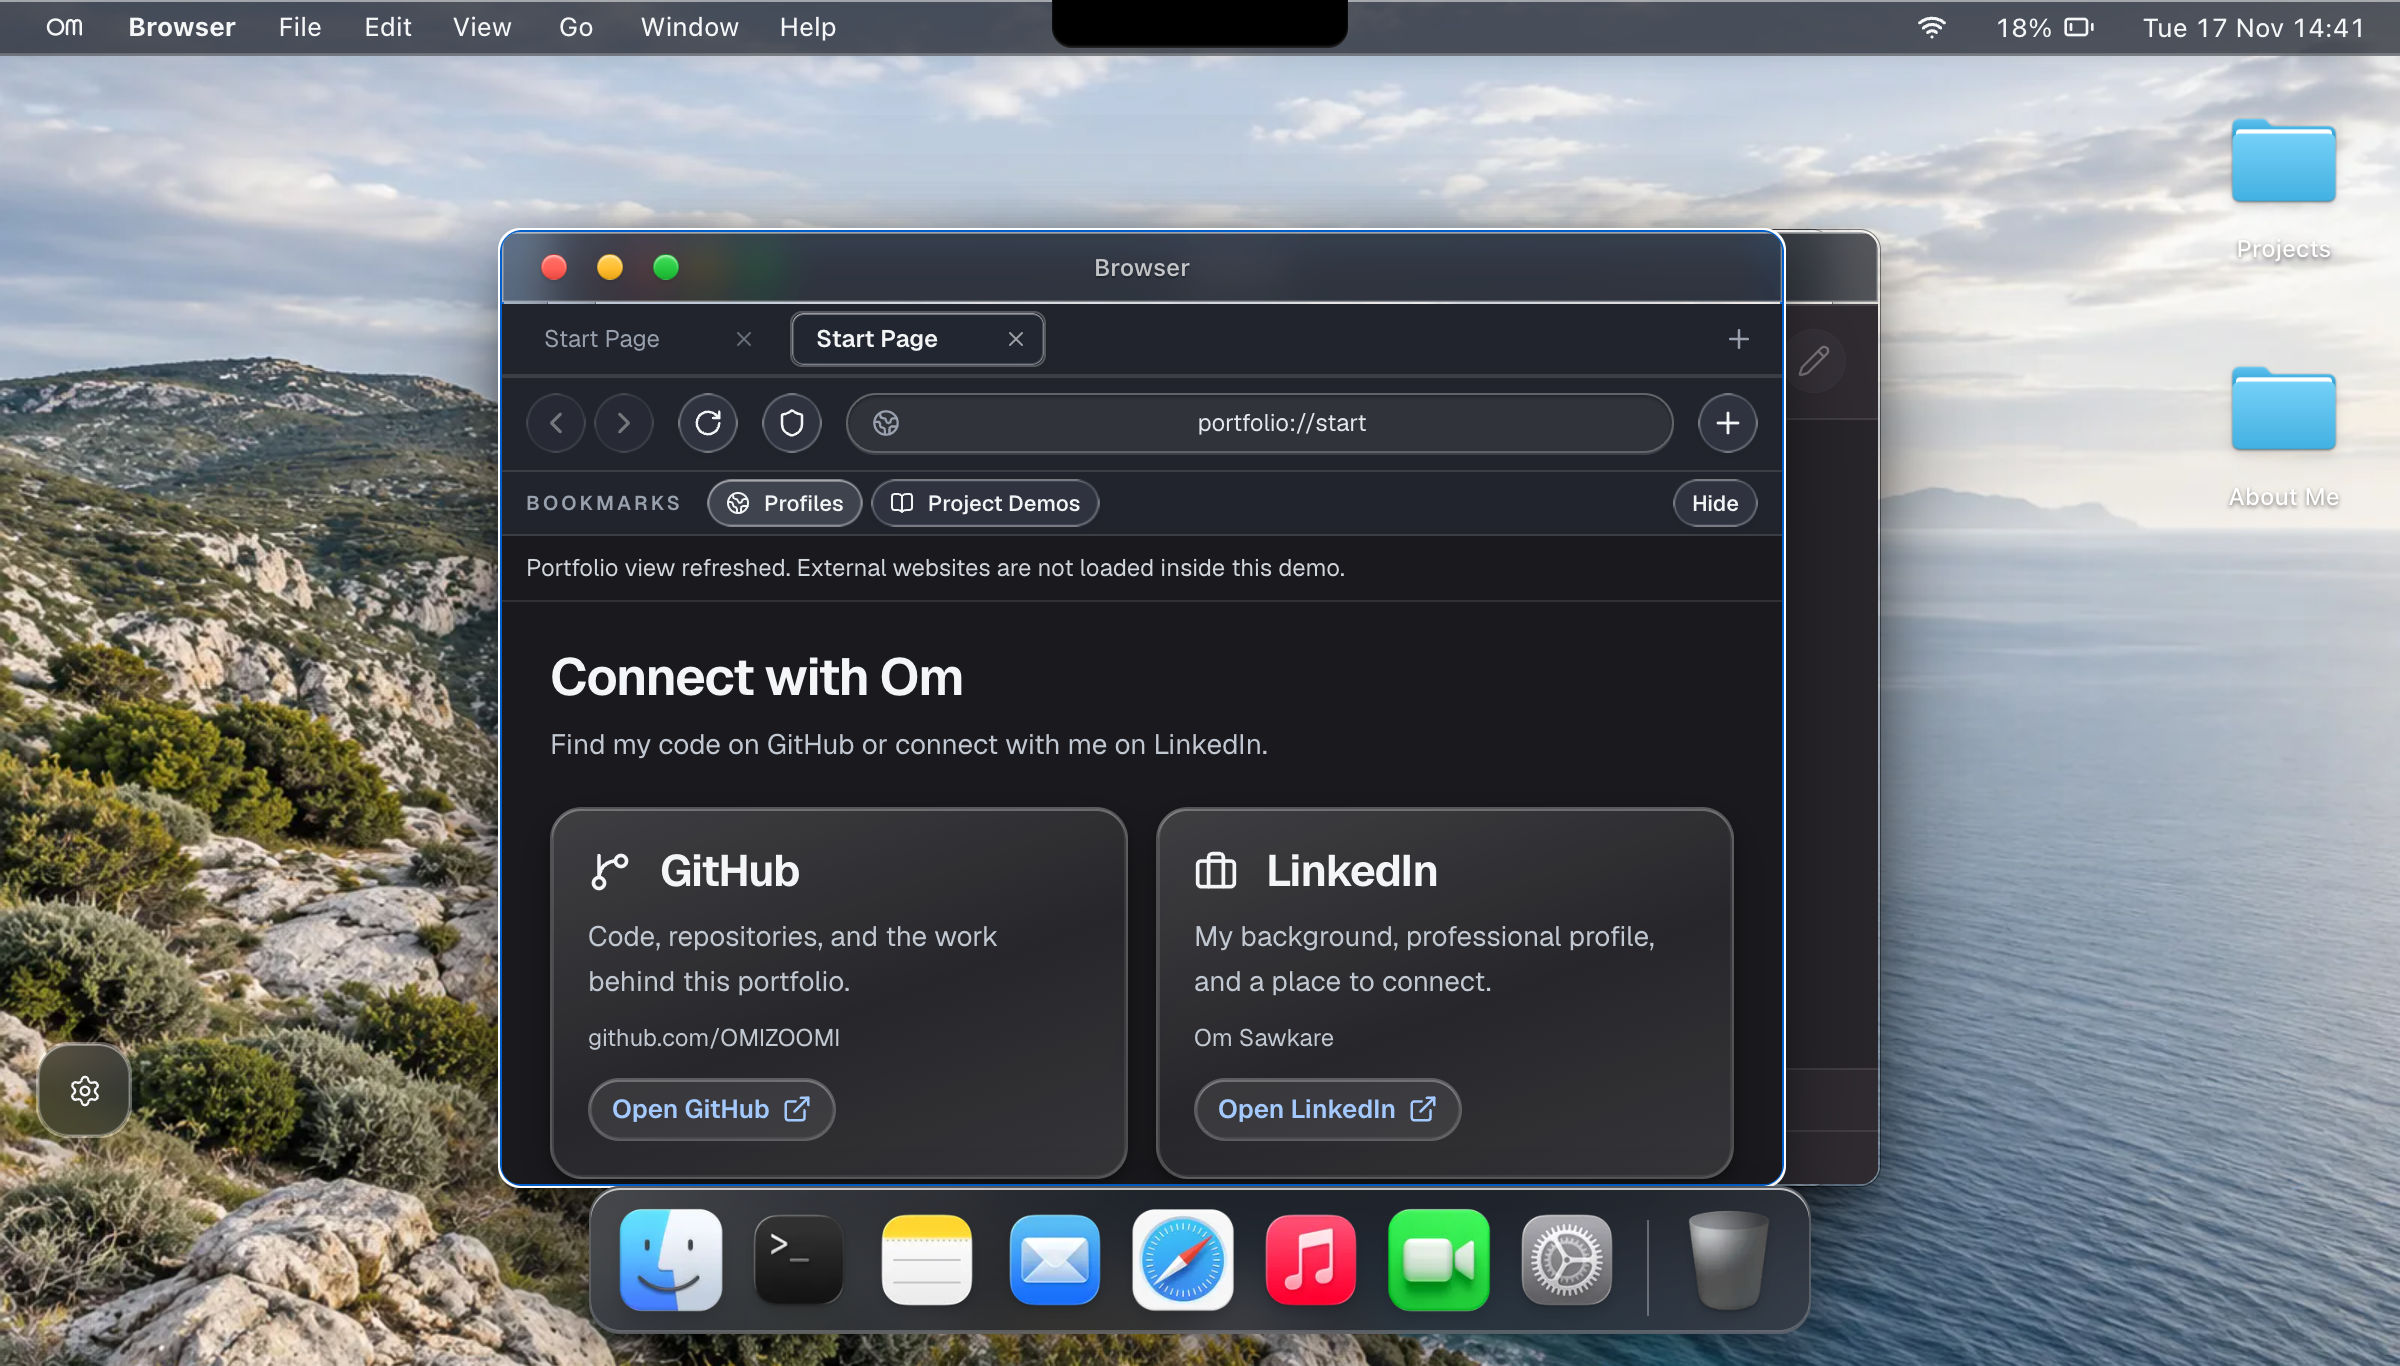 Om Browser File Edit View Go Window Help 18% Tue 17 Nov 14:41
Projects
About Me
Browser
Start Page Start Page
portfolio://start
BOOKMARKS Profiles Project Demos Hide
Portfolio view refreshed. External websites are not loaded inside this demo.
Connect with Om
Find my code on GitHub or connect with me on LinkedIn.
GitHub
Code, repositories, and the work
behind this portfolio.
github.com/OMIZOOMI
Open GitHub
LinkedIn
My background, professional profile,
and a place to connect.
Om Sawkare
Open LinkedIn
>_